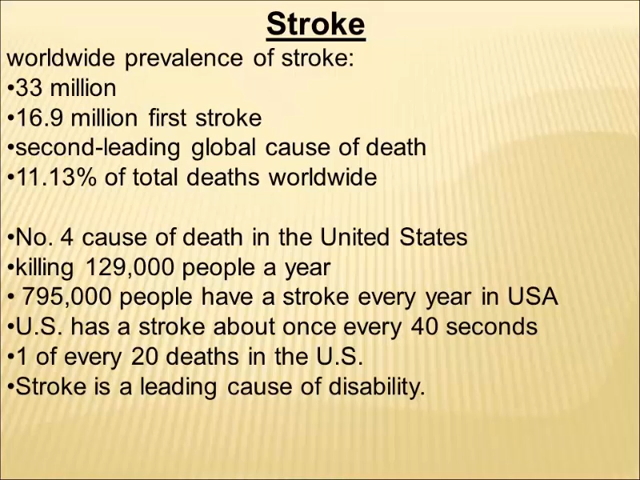 Stroke
worldwide prevalence of stroke:
•33 million
•16.9 million first stroke
•second-leading global cause of death
•11.13% of total deaths worldwide
•No. 4 cause of death in the United States
•killing 129,000 people a year
• 795,000 people have a stroke every year in USA
•U.S. has a stroke about once every 40 seconds
•1 of every 20 deaths in the U.S.
•Stroke is a leading cause of disability.